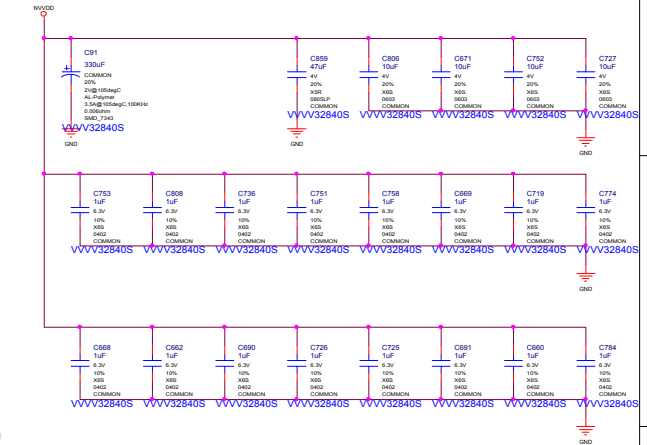 NVVDD
C91
330uF
COMMON
20%
2V@105degC
AL-Polymer
3.5A@105degC,100KHz
0.006ohm
SMD_7343
VVVV32840S
GND
C859
47uF
4V
20%
X5R
0805LP
COMMON
VVVV32840S
GND
C806
10uF
4V
20%
X6S
0603
COMMON
VVVV32840S
C671
10uF
4V
20%
X6S
0603
COMMON
VVVV32840S
C752
10uF
4V
20%
X6S
0603
COMMON
VVVV32840S
C727
10uF
4V
20%
X6S
0603
COMMON
VVVV32840S
GND
C753
1uF
6.3V
10%
X6S
0402
COMMON
VVVV32840S
C808
1uF
6.3V
10%
X6S
0402
COMMON
VVVV32840S
C736
1uF
6.3V
10%
X6S
0402
COMMON
VVVV32840S
C751
1uF
6.3V
10%
X6S
0402
COMMON
VVVV32840S
C758
1uF
6.3V
10%
X6S
0402
COMMON
VVVV32840S
C669
1uF
6.3V
10%
X6S
0402
COMMON
VVVV32840S
C719
1uF
6.3V
10%
X6S
0402
COMMON
VVVV32840S
C774
1uF
6.3V
10%
X6S
0402
COMMON
VVVV32840S
GND
C668
1uF
6.3V
10%
X6S
0402
COMMON
VVVV32840S
C662
1uF
6.3V
10%
X6S
0402
COMMON
VVVV32840S
C690
1uF
6.3V
10%
X6S
0402
COMMON
VVVV32840S
C726
1uF
6.3V
10%
X6S
0402
COMMON
VVVV32840S
C725
1uF
6.3V
10%
X6S
0402
COMMON
VVVV32840S
C691
1uF
6.3V
10%
X6S
0402
COMMON
VVVV32840S
C660
1uF
6.3V
10%
X6S
0402
COMMON
VVVV32840S
C784
1uF
6.3V
10%
X6S
0402
COMMON
VVVV32840S
GND